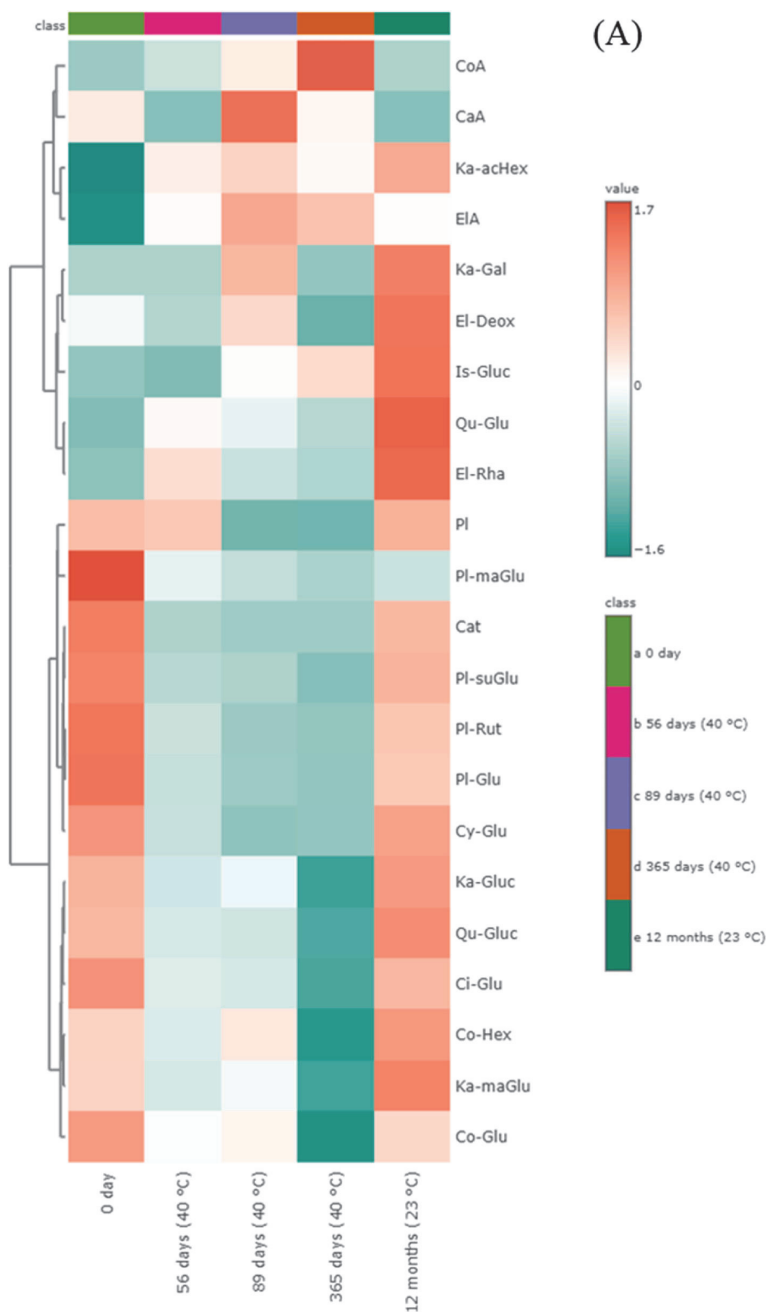 class
(A)
CoA
CaA
Ka-acHex
ElA
Ka-Gal
El-Deox
Is-Gluc
Qu-Glu
El-Rha
Pl
Pl-maGlu
Cat
Pl-suGlu
Pl-Rut
Pl-Glu
Cy-Glu
Ka-Gluc
Qu-Gluc
Ci-Glu
Co-Hex
Ka-maGlu
Co-Glu
value
1.7
0
−1.6
class
a 0 day
b 56 days (40 °C)
c 89 days (40 °C)
d 365 days (40 °C)
e 12 months (23 °C)
0 day
56 days (40 °C)
89 days (40 °C)
365 days (40 °C)
12 months (23 °C)